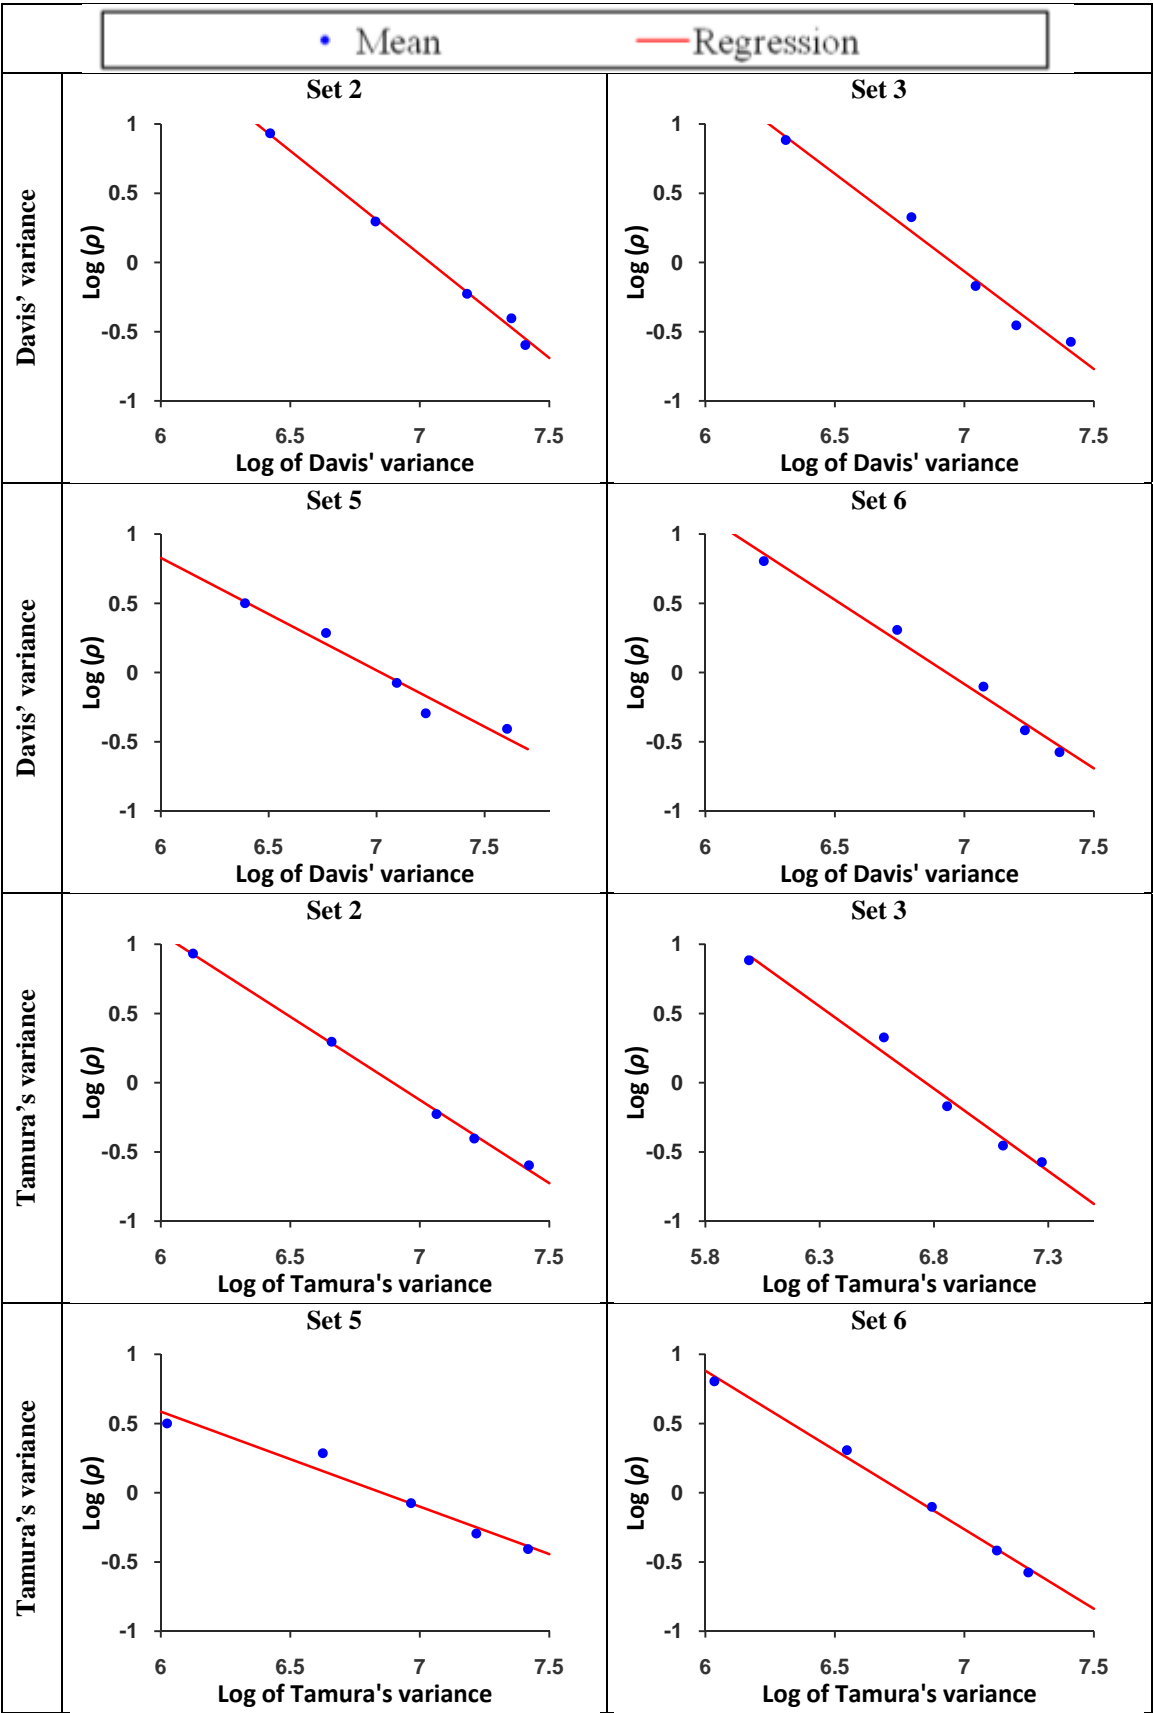 Mean Regression
Davis' variance
Set 2
Log (ρ)
1
0.5
0
-0.5
-1
6 6.5 7 7.5
Log of Davis' variance
Set 3
Log (ρ)
1
0.5
0
-0.5
-1
6 6.5 7 7.5
Log of Davis' variance
Davis' variance
Set 5
Log (ρ)
1
0.5
0
-0.5
-1
6 6.5 7 7.5
Log of Davis' variance
Set 6
Log (ρ)
1
0.5
0
-0.5
-1
6 6.5 7 7.5
Log of Davis' variance
Tamura's variance
Set 2
Log (ρ)
1
0.5
0
-0.5
-1
6 6.5 7 7.5
Log of Tamura's variance
Set 3
Log (ρ)
1
0.5
0
-0.5
-1
5.8 6.3 6.8 7.3
Log of Tamura's variance
Tamura's variance
Set 5
Log (ρ)
1
0.5
0
-0.5
-1
6 6.5 7 7.5
Log of Tamura's variance
Set 6
Log (ρ)
1
0.5
0
-0.5
-1
6 6.5 7 7.5
Log of Tamura's variance